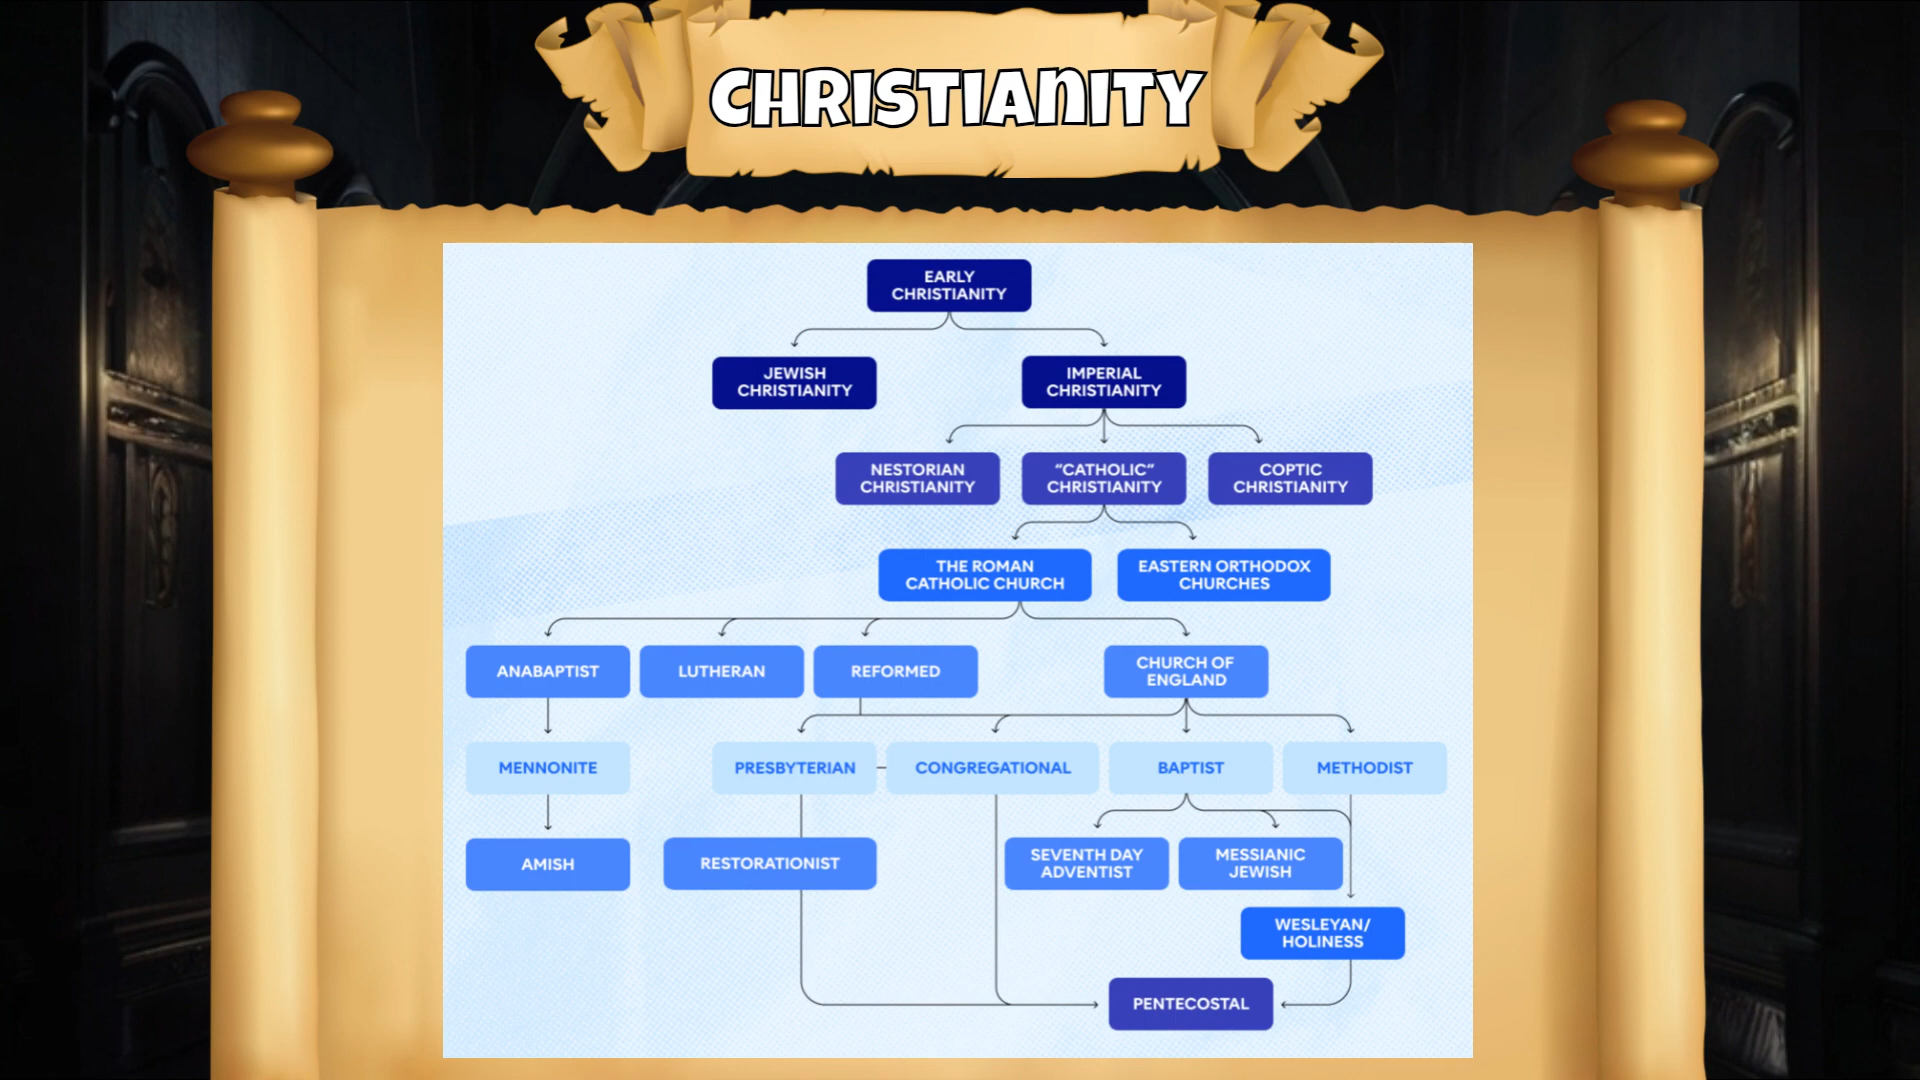 CHRISTIANITY
EARLY
CHRISTIANITY
JEWISH
CHRISTIANITY
IMPERIAL
CHRISTIANITY
NESTORIAN
CHRISTIANITY
“CATHOLIC“
CHRISTIANITY
COPTIC
CHRISTIANITY
THE ROMAN
CATHOLIC CHURCH
EASTERN ORTHODOX
CHURCHES
ANABAPTIST
LUTHERAN
REFORMED
CHURCH OF
ENGLAND
MENNONITE
PRESBYTERIAN
CONGREGATIONAL
BAPTIST
METHODIST
AMISH
RESTORATIONIST
SEVENTH DAY
ADVENTIST
MESSIANIC
JEWISH
WESLEYAN/
HOLINESS
PENTECOSTAL